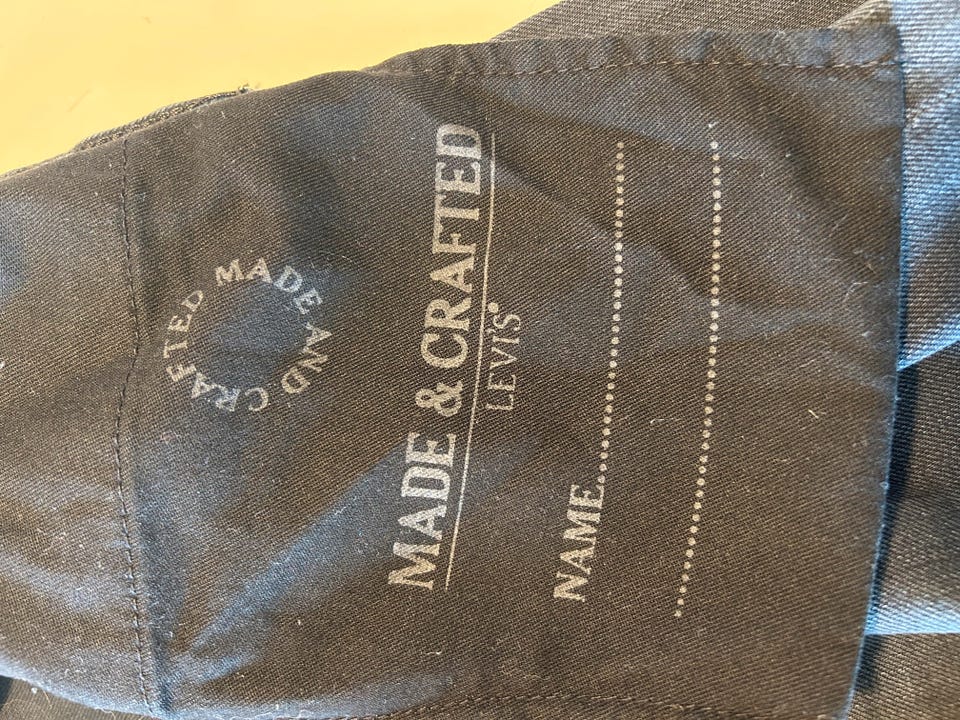 MADE AND CRAFTED
MADE & CRAFTED
LEVI'S®
NAME................................
................................................